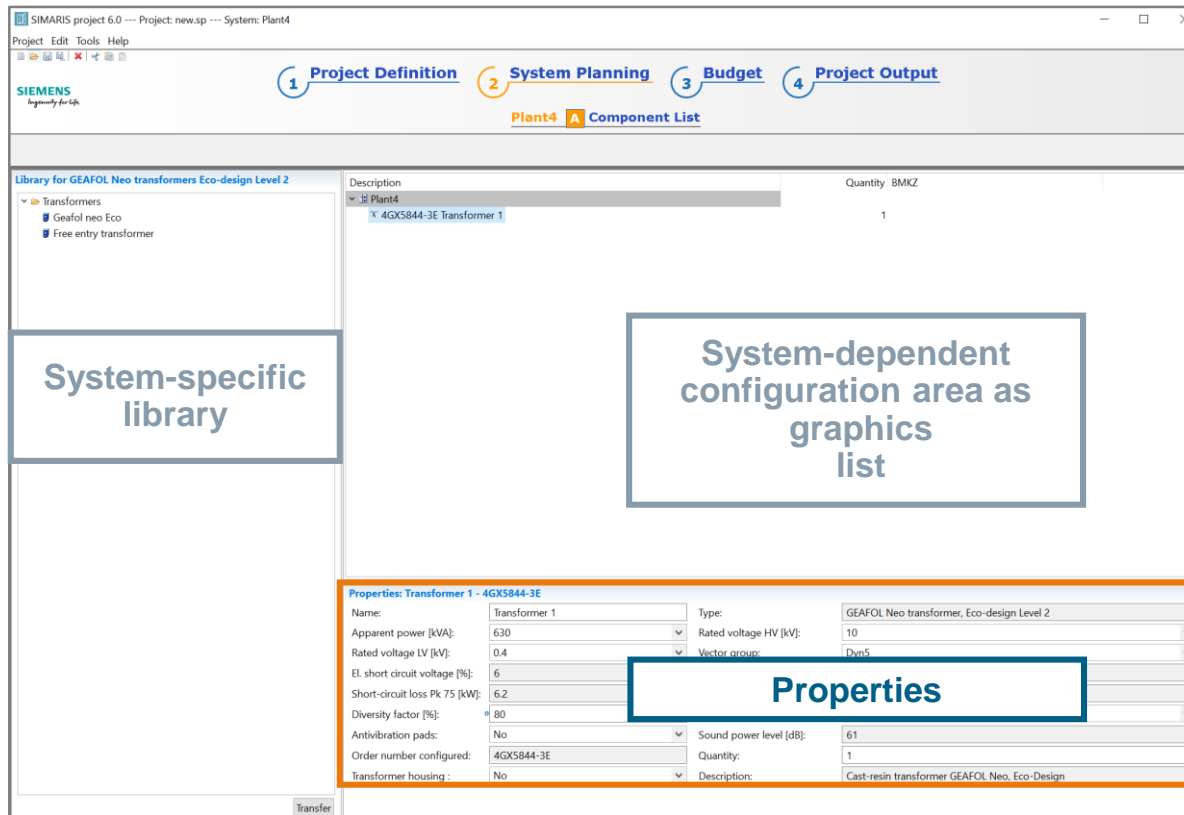 SIMARIS project 6.0 --- Project: new.sp --- System: Plant4
Project Edit Tools Help
SIEMENS
Ingenuity for life
1 Project Definition 2 System Planning 3 Budget 4 Project Output
Plant4 A Component List
Library for GEAFOL Neo transformers Eco-design Level 2
Transformers
Geafol neo Eco
Free entry transformer
System-specific
library
Transfer
Description Quantity BMKZ
Plant4
4GX5844-3E Transformer 1 1
System-dependent
configuration area as
graphics
list
Properties: Transformer 1 - 4GX5844-3E
Name: Transformer 1 Type: GEAFOL Neo transformer, Eco-design Level 2
Apparent power [kVA]: 630 Rated voltage HV [kV]: 10
Rated voltage LV [kV]: 0.4 Vector group: Dyn5
El. short circuit voltage [%]: 6
Short-circuit loss Pk 75 [kW]: 6.2
Properties
Diversity factor [%]: 80
Antivibration pads: No Sound power level [dB]: 61
Order number configured: 4GX5844-3E Quantity: 1
Transformer housing : No Description: Cast-resin transformer GEAFOL Neo, Eco-Design